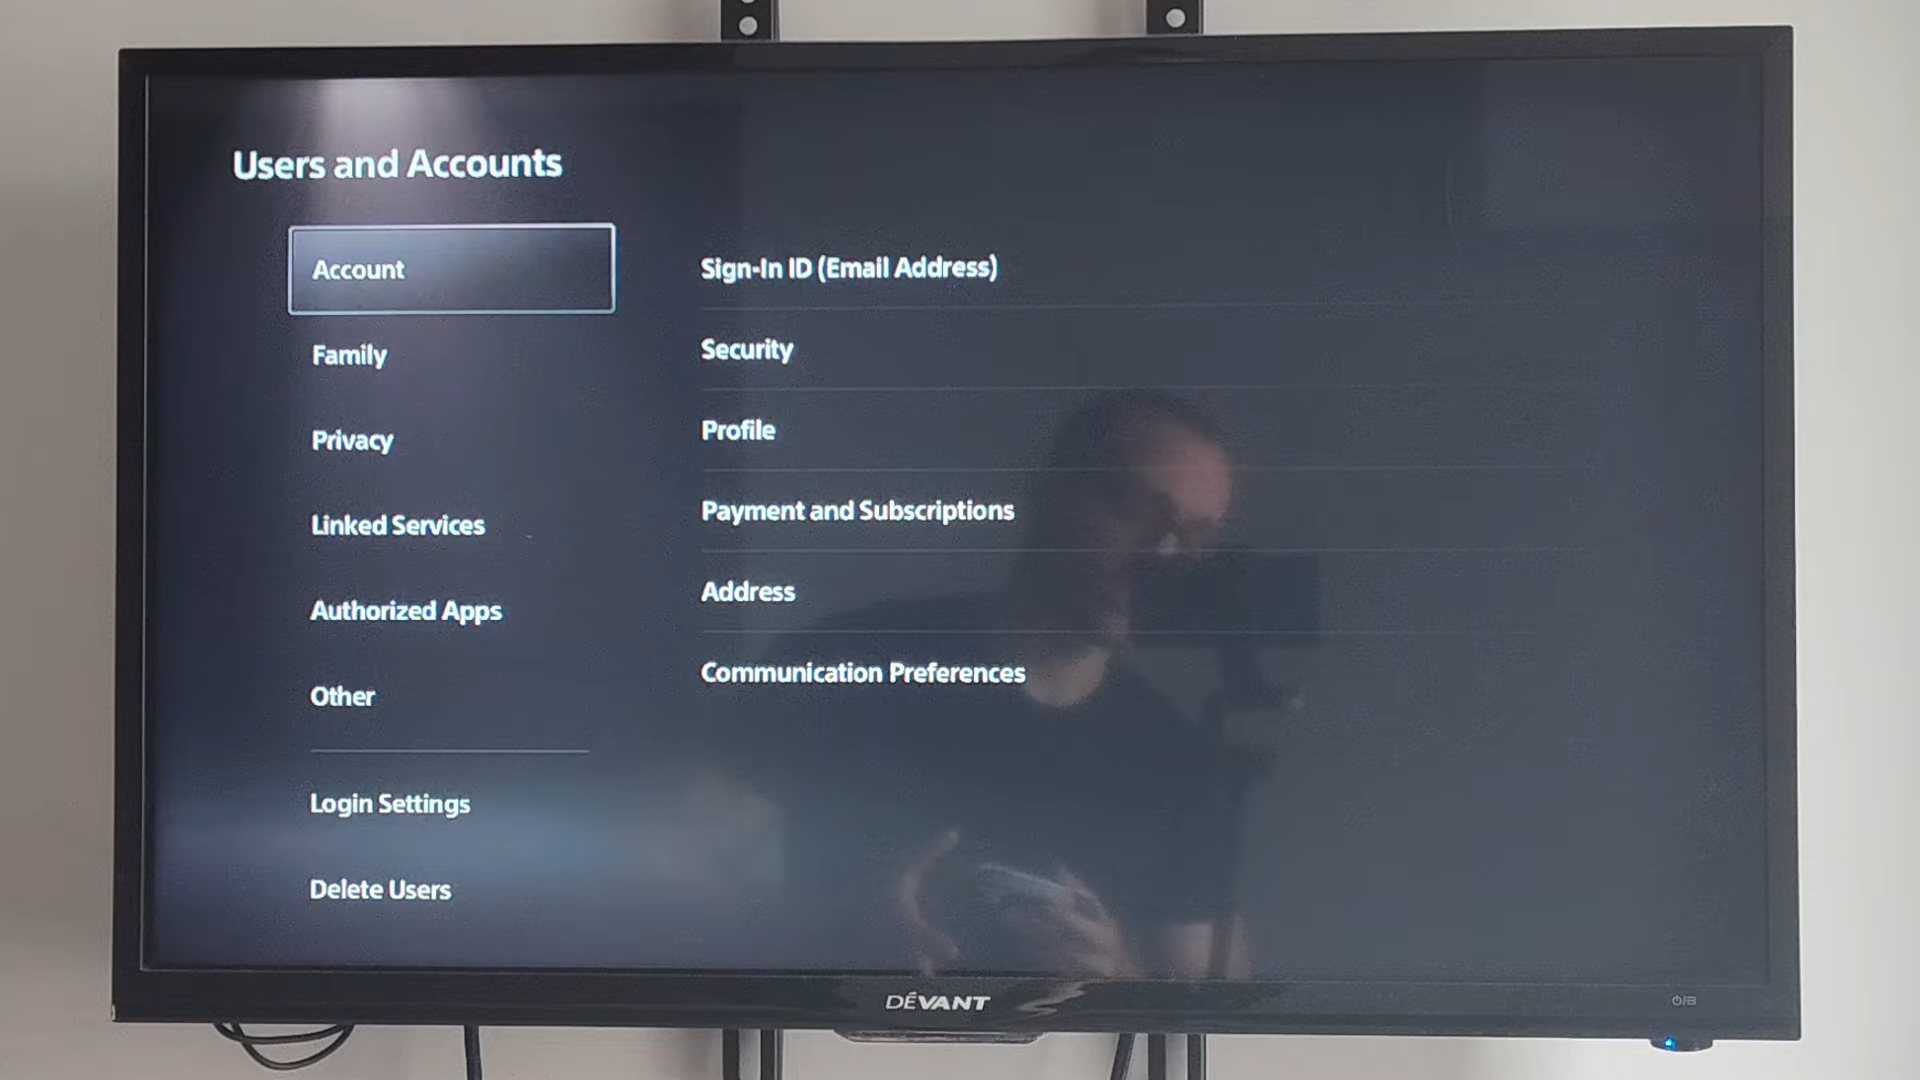 Users and Accounts
Account
Family
Privacy
Linked Services
Authorized Apps
Other
Login Settings
Delete Users
Sign-In ID (Email Address)
Security
Profile
Payment and Subscriptions
Address
Communication Preferences
DĒVANT